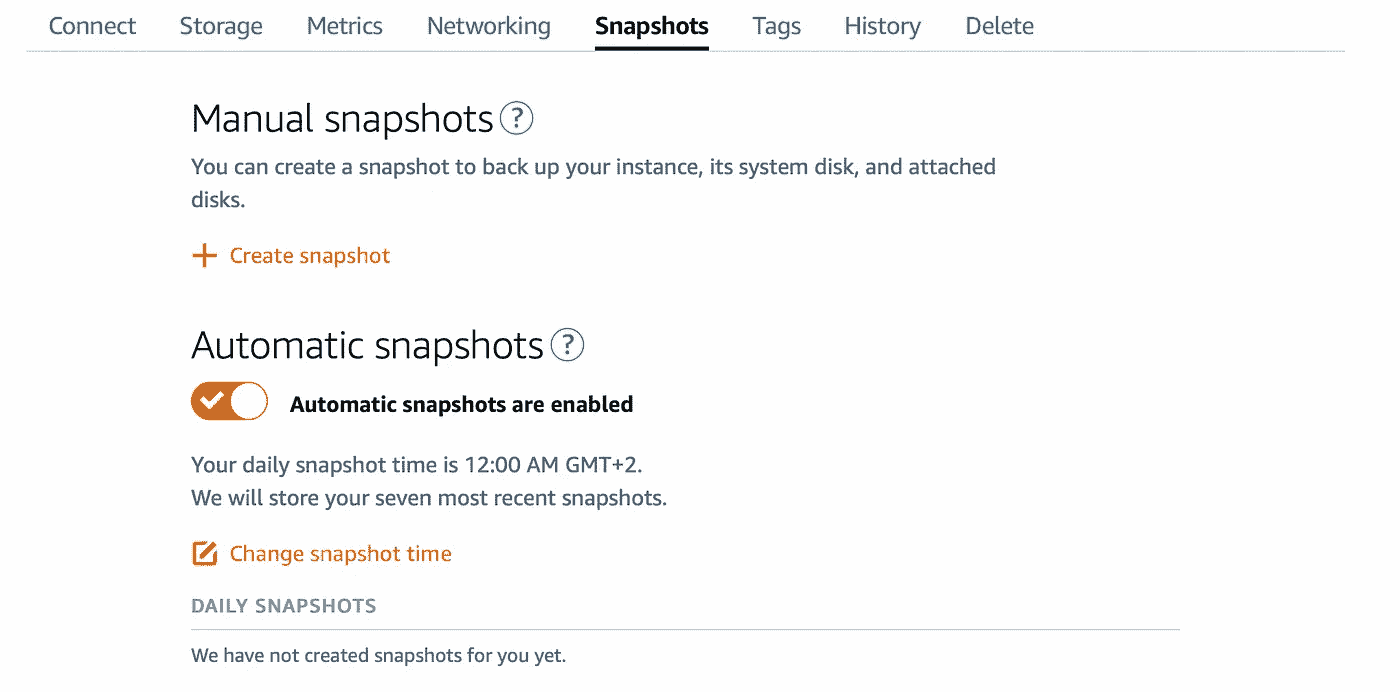 Connect Storage Metrics Networking Snapshots Tags History Delete
Manual snapshots ?
You can create a snapshot to back up your instance, its system disk, and attached
disks.
+ Create snapshot
Automatic snapshots ?
Automatic snapshots are enabled
Your daily snapshot time is 12:00 AM GMT+2.
We will store your seven most recent snapshots.
Change snapshot time
DAILY SNAPSHOTS
We have not created snapshots for you yet.